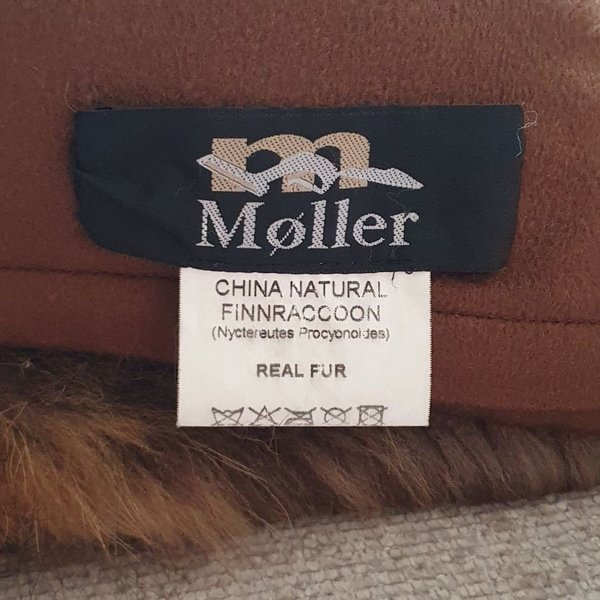 m
Møller
CHINA NATURAL
FINNRACCOON
(Nyctereutes Procyonoides)
REAL FUR